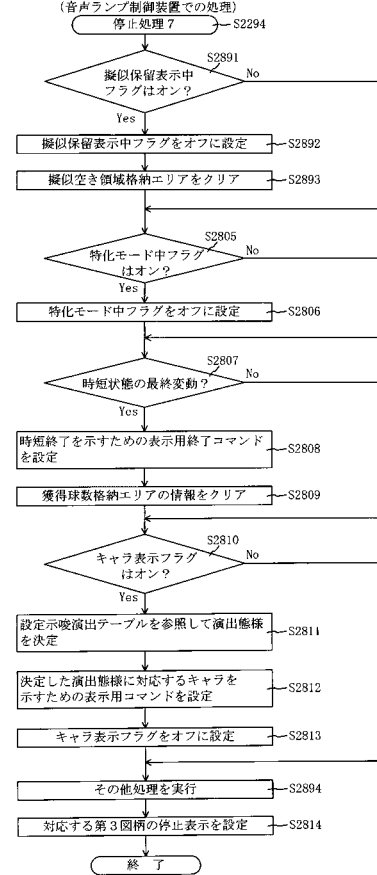 (音声ランプ制御装置での処理)
停止処理7
S2294
S2891
擬似保留表示中
フラグはオン?
No
Yes
擬似保留表示中フラグをオフに設定
S2892
擬似空き領域格納エリアをクリア
S2893
S2805
特化モード中フラグ
はオン?
No
Yes
特化モード中フラグをオフに設定
S2806
S2807
時短状態の最終変動?
No
Yes
時短終了を示すための表示用終了コマンド
を設定
S2808
獲得球数格納エリアの情報をクリア
S2809
S2810
キャラ表示フラグ
はオン?
No
Yes
設定示唆演出テーブルを参照して演出態様
を決定
S2811
決定した演出態様に対応するキャラを
示すための表示用コマンドを設定
S2812
キャラ表示フラグをオフに設定
S2813
その他処理を実行
S2894
対応する第3図柄の停止表示を設定
S2814
終了